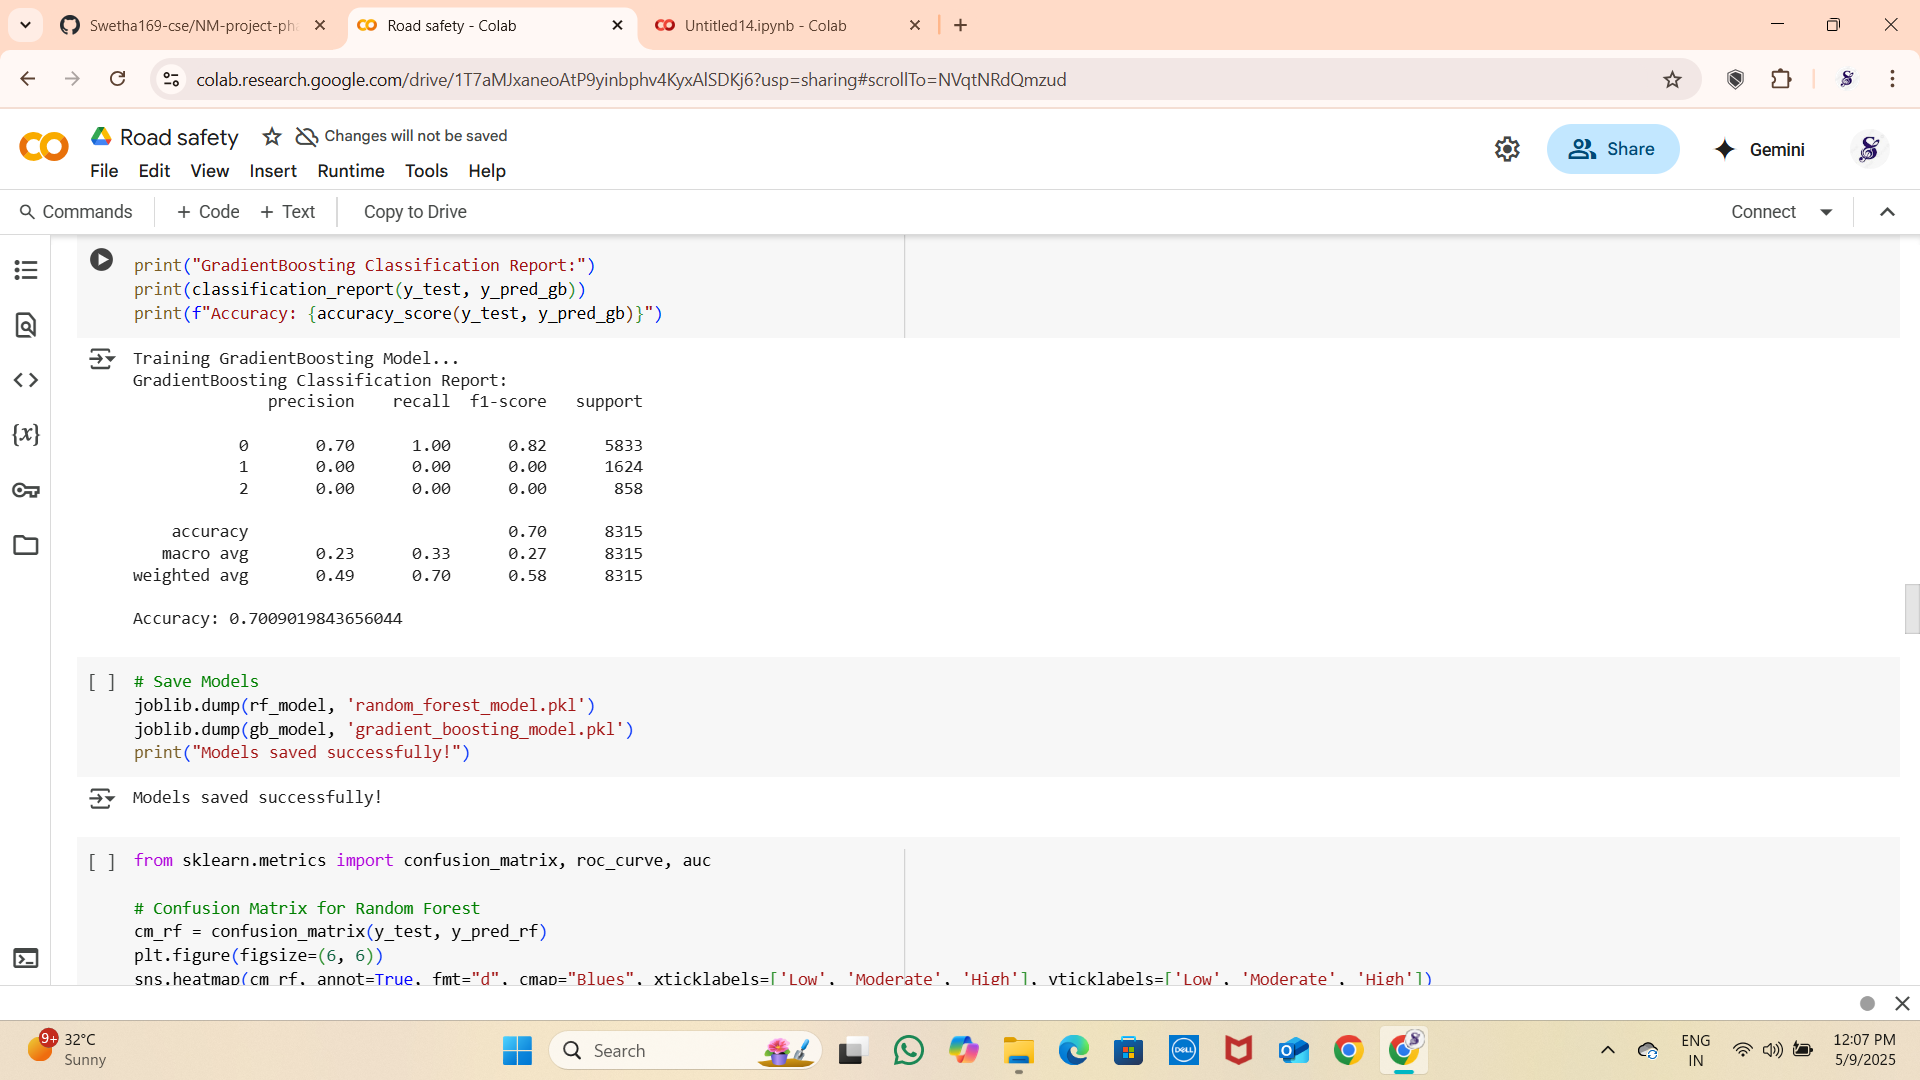 Swetha169-cse/NM-project-pha
Road safety - Colab
Untitled14.ipynb - Colab
colab.research.google.com/drive/1T7aMJxaneoAtP9yinbphv4KyxAlSDKj6?usp=sharing#scrollTo=NVqtNRdQmzud
Road safety
Changes will not be saved
Share
Gemini
File Edit View Insert Runtime Tools Help
Commands + Code + Text Copy to Drive Connect
print("GradientBoosting Classification Report:")
print(classification_report(y_test, y_pred_gb))
print(f"Accuracy: {accuracy_score(y_test, y_pred_gb)}")
Training GradientBoosting Model...
GradientBoosting Classification Report:
precision recall f1-score support
0 0.70 1.00 0.82 5833
1 0.00 0.00 0.00 1624
2 0.00 0.00 0.00 858
accuracy 0.70 8315
macro avg 0.23 0.33 0.27 8315
weighted avg 0.49 0.70 0.58 8315
Accuracy: 0.7009019843656044
[ ] # Save Models
joblib.dump(rf_model, 'random_forest_model.pkl')
joblib.dump(gb_model, 'gradient_boosting_model.pkl')
print("Models saved successfully!")
Models saved successfully!
[ ] from sklearn.metrics import confusion_matrix, roc_curve, auc
# Confusion Matrix for Random Forest
cm_rf = confusion_matrix(y_test, y_pred_rf)
plt.figure(figsize=(6, 6))
sns.heatmap(cm_rf, annot=True, fmt="d", cmap="Blues", xticklabels=['Low', 'Moderate', 'High'], yticklabels=['Low', 'Moderate', 'High'])
9+
32°C
Sunny
Search
DELL
ENG
IN
12:07 PM
5/9/2025